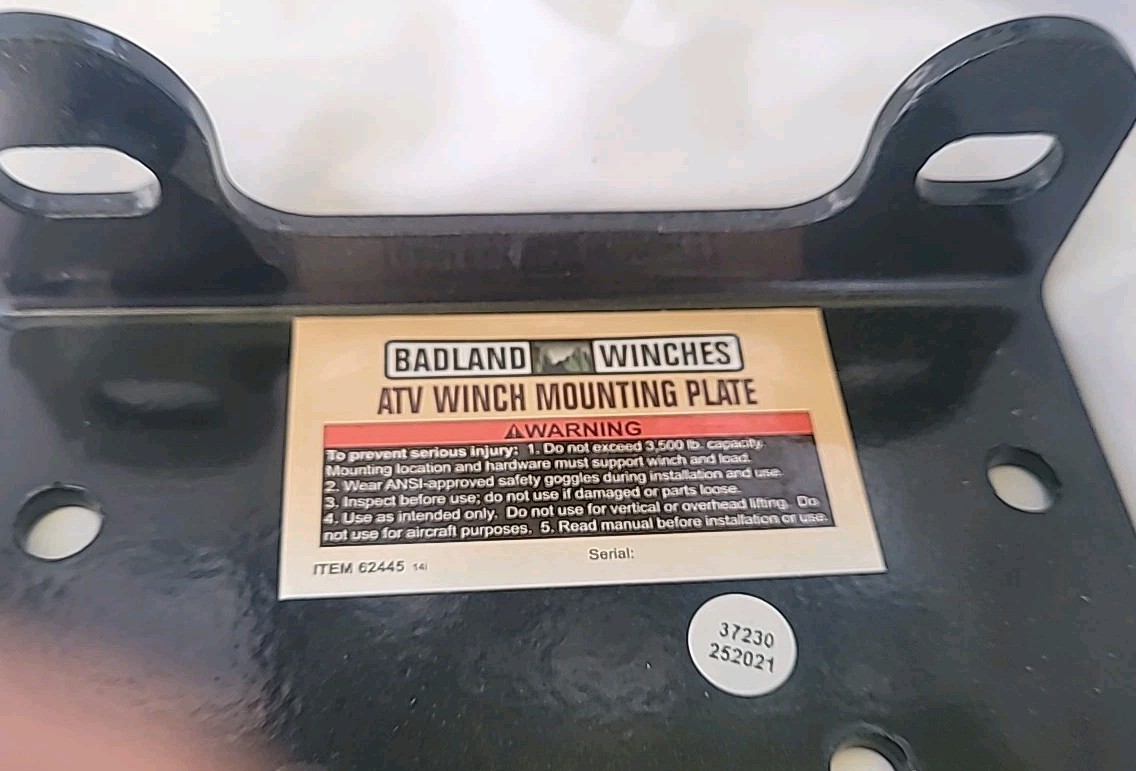 BADLAND WINCHES
ATV WINCH MOUNTING PLATE
⚠WARNING
To prevent serious injury: 1. Do not exceed 3,500 lb. capacity.
Mounting location and hardware must support winch and load.
2. Wear ANSI-approved safety goggles during installation and use.
3. Inspect before use; do not use if damaged or parts loose.
4. Use as intended only. Do not use for vertical or overhead lifting. Do
not use for aircraft purposes. 5. Read manual before installation or use.
Serial:
ITEM 62445 14i
37230
252021